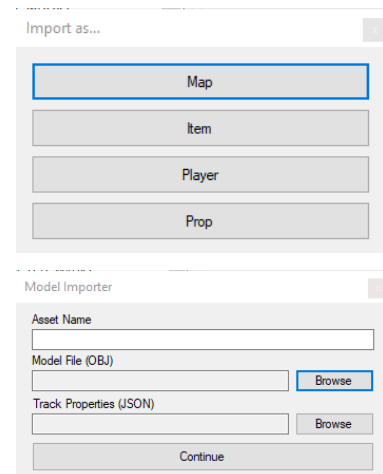 Import as...
Map
Item
Player
Prop
Model Importer
Asset Name
Model File (OBJ)
Browse
Track Properties (JSON)
Browse
Continue